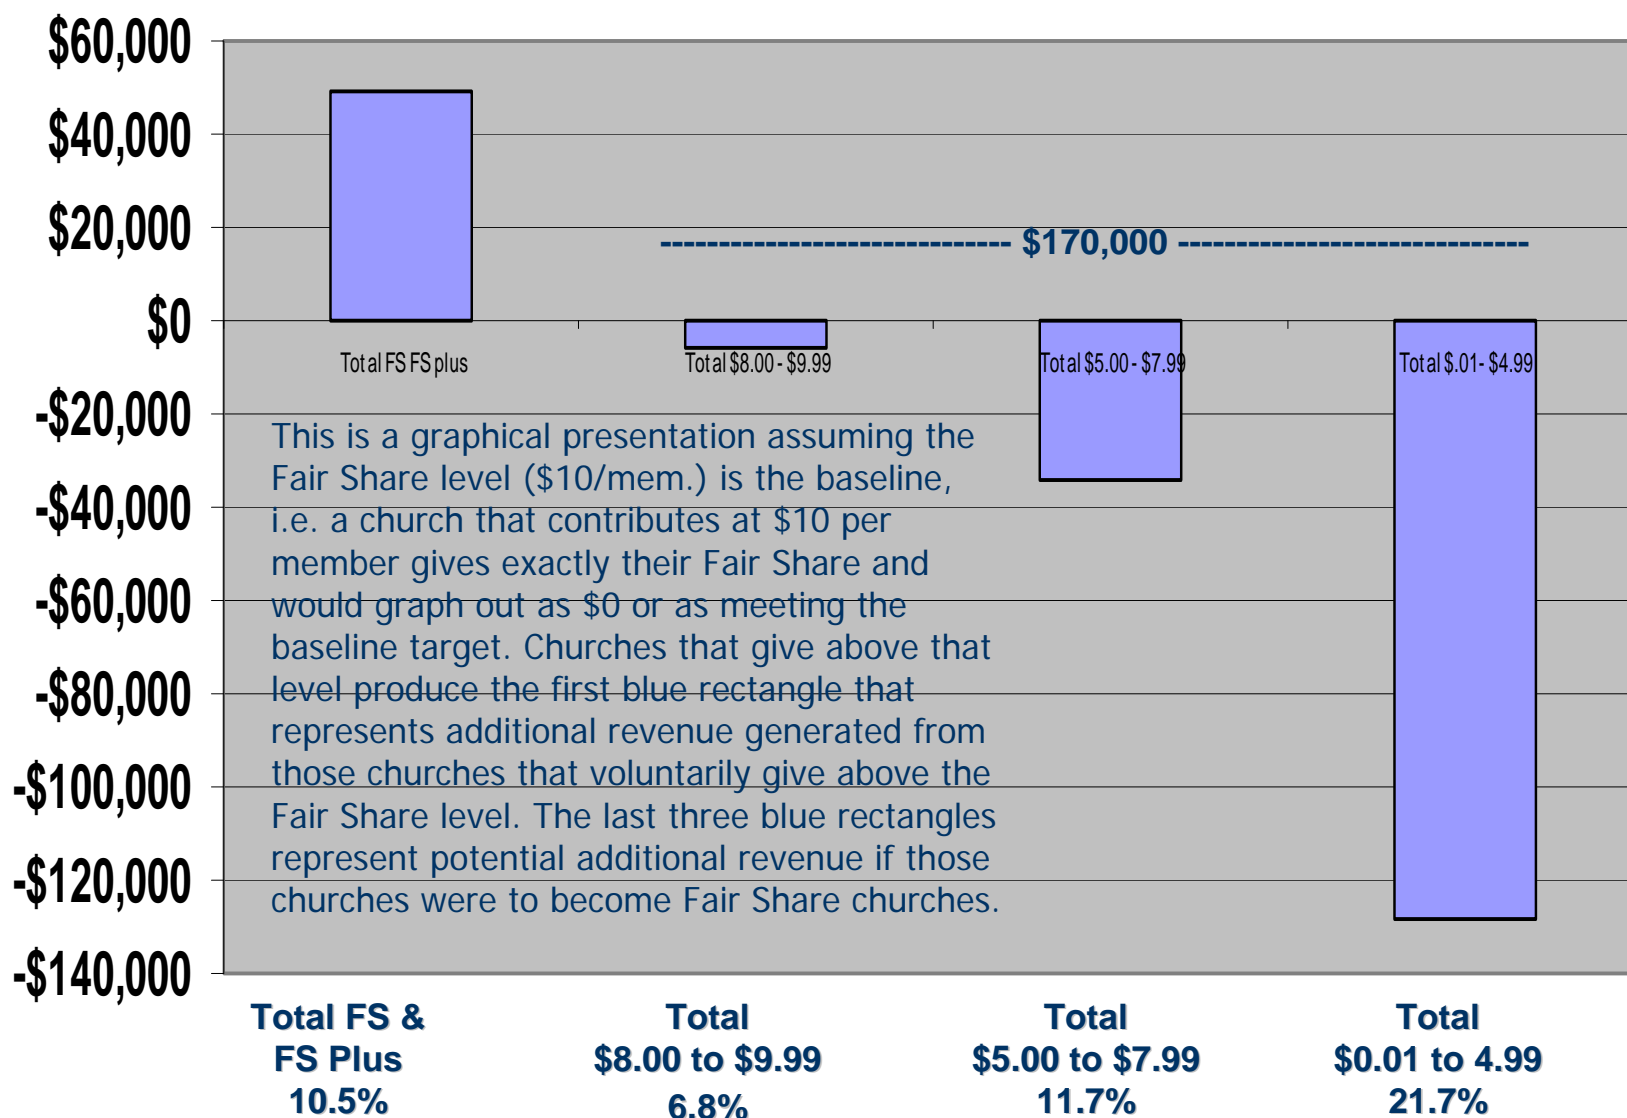 $60,000
$40,000
$20,000
$0
-$20,000
-$40,000
-$60,000
-$80,000
-$100,000
-$120,000
-$140,000
------------------------------ $170,000 ------------------------------
Total FS FS plus
Total $8.00 - $9.99
Total $5.00 - $7.99
Total $.01 - $4.99
This is a graphical presentation assuming the
Fair Share level ($10/mem.) is the baseline,
i.e. a church that contributes at $10 per
member gives exactly their Fair Share and
would graph out as $0 or as meeting the
baseline target. Churches that give above that
level produce the first blue rectangle that
represents additional revenue generated from
those churches that voluntarily give above the
Fair Share level. The last three blue rectangles
represent potential additional revenue if those
churches were to become Fair Share churches.
Total FS &
FS Plus
10.5%
Total
$8.00 to $9.99
6.8%
Total
$5.00 to $7.99
11.7%
Total
$0.01 to 4.99
21.7%